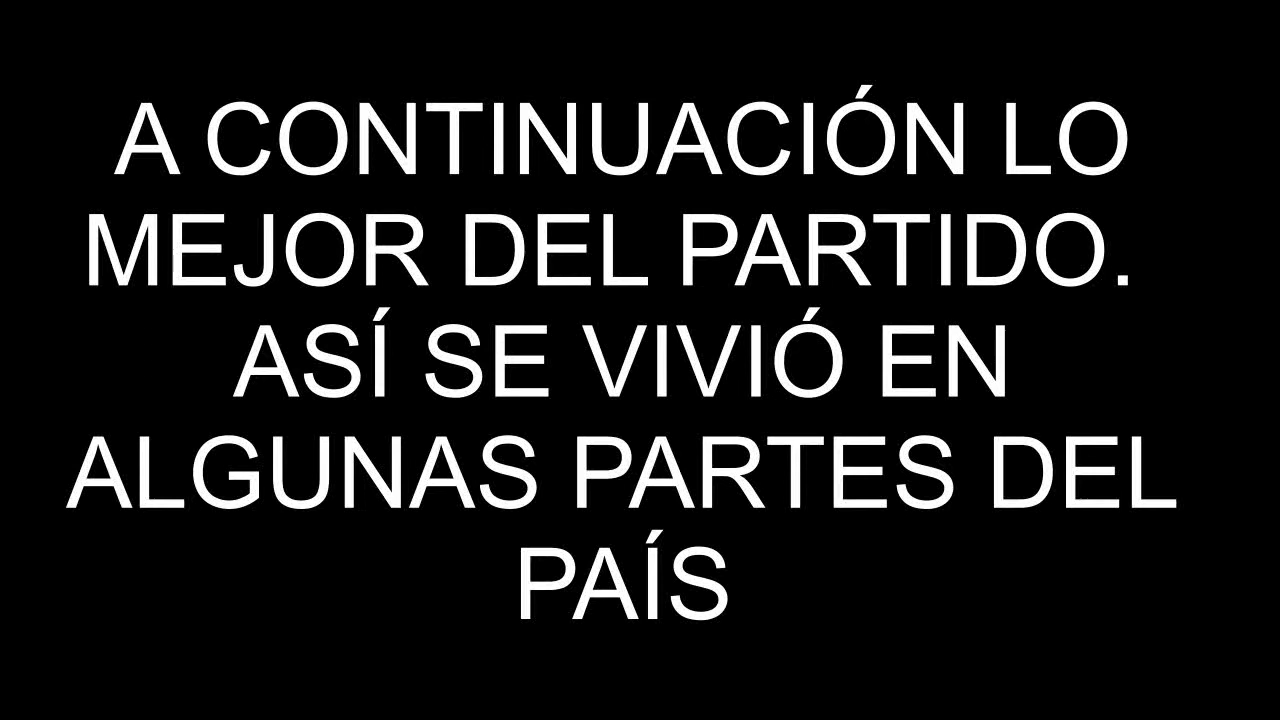 A CONTINUACIÓN LO
MEJOR DEL PARTIDO.
ASÍ SE VIVIÓ EN
ALGUNAS PARTES DEL
PAÍS